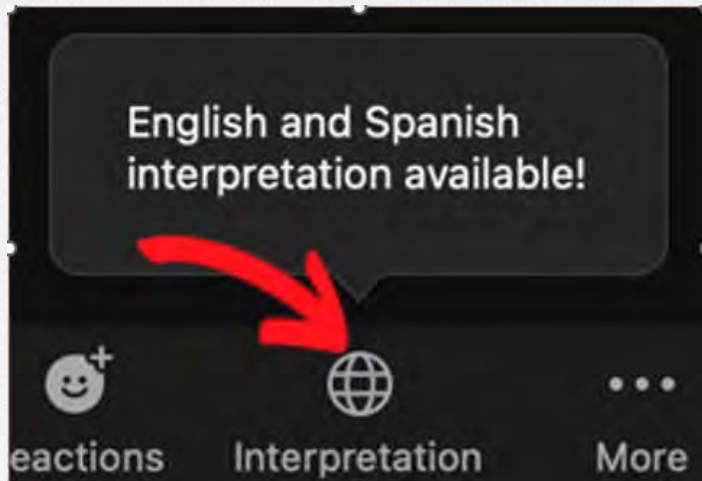 English and Spanish
interpretation available!
eactions Interpretation More